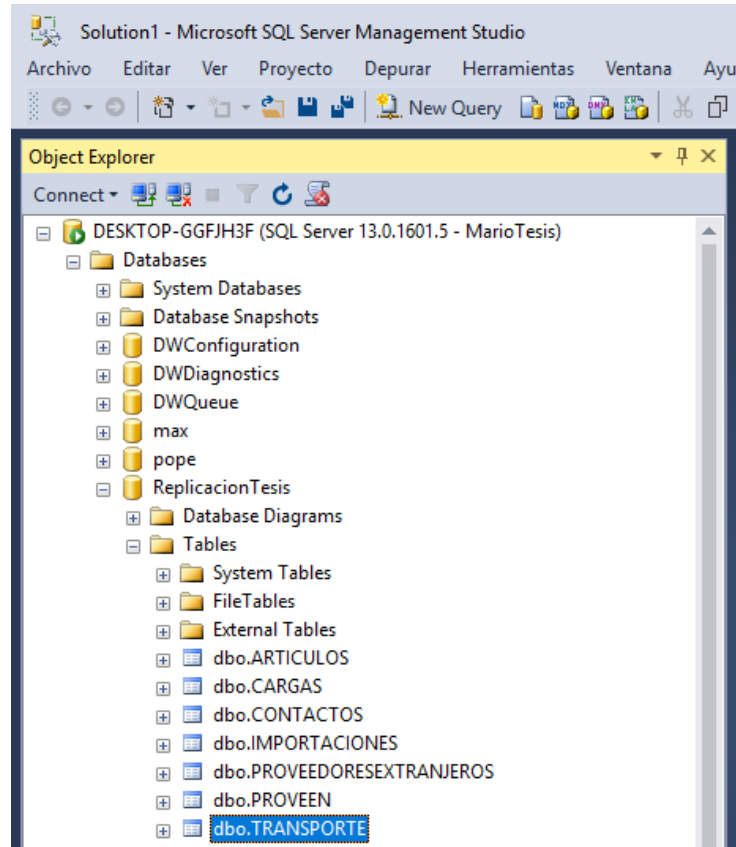 Solution1 - Microsoft SQL Server Management Studio
Archivo Editar Ver Proyecto Depurar Herramientas Ventana Ayu
New Query
Object Explorer
Connect
DESKTOP-GGFJH3F (SQL Server 13.0.1601.5 - MarioTesis)
Databases
System Databases
Database Snapshots
DWConfiguration
DWDiagnostics
DWQueue
max
pope
ReplicacionTesis
Database Diagrams
Tables
System Tables
FileTables
External Tables
dbo.ARTICULOS
dbo.CARGAS
dbo.CONTACTOS
dbo.IMPORTACIONES
dbo.PROVEEDORESEXTRANJEROS
dbo.PROVEEN
dbo.TRANSPORTE